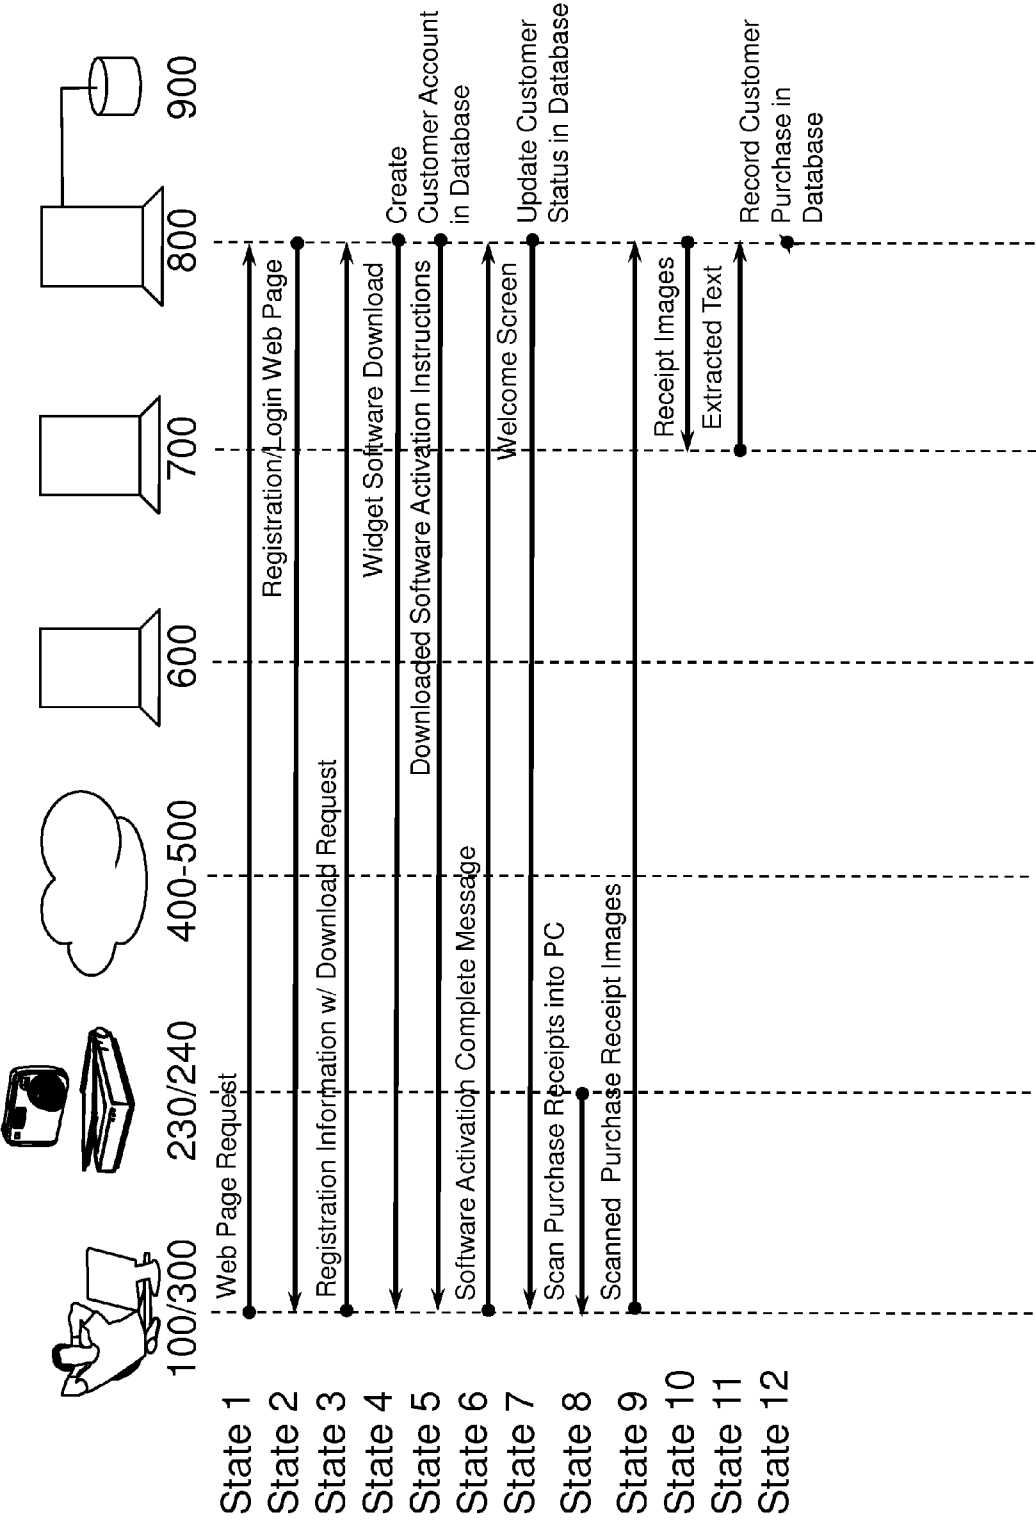 100/300
230/240
400-500
600
700
800
900
State 1
Web Page Request
State 2
Registration/Login Web Page
State 3
Registration Information w/ Download Request
State 4
Widget Software Download
Create
Customer Account
in Database
State 5
Downloaded Software Activation Instructions
State 6
Software Activation Complete Message
State 7
Welcome Screen
Update Customer
Status in Database
State 8
Scan Purchase Receipts into PC
State 9
Scanned Purchase Receipt Images
State 10
Receipt Images
State 11
Extracted Text
State 12
Record Customer
Purchase in
Database